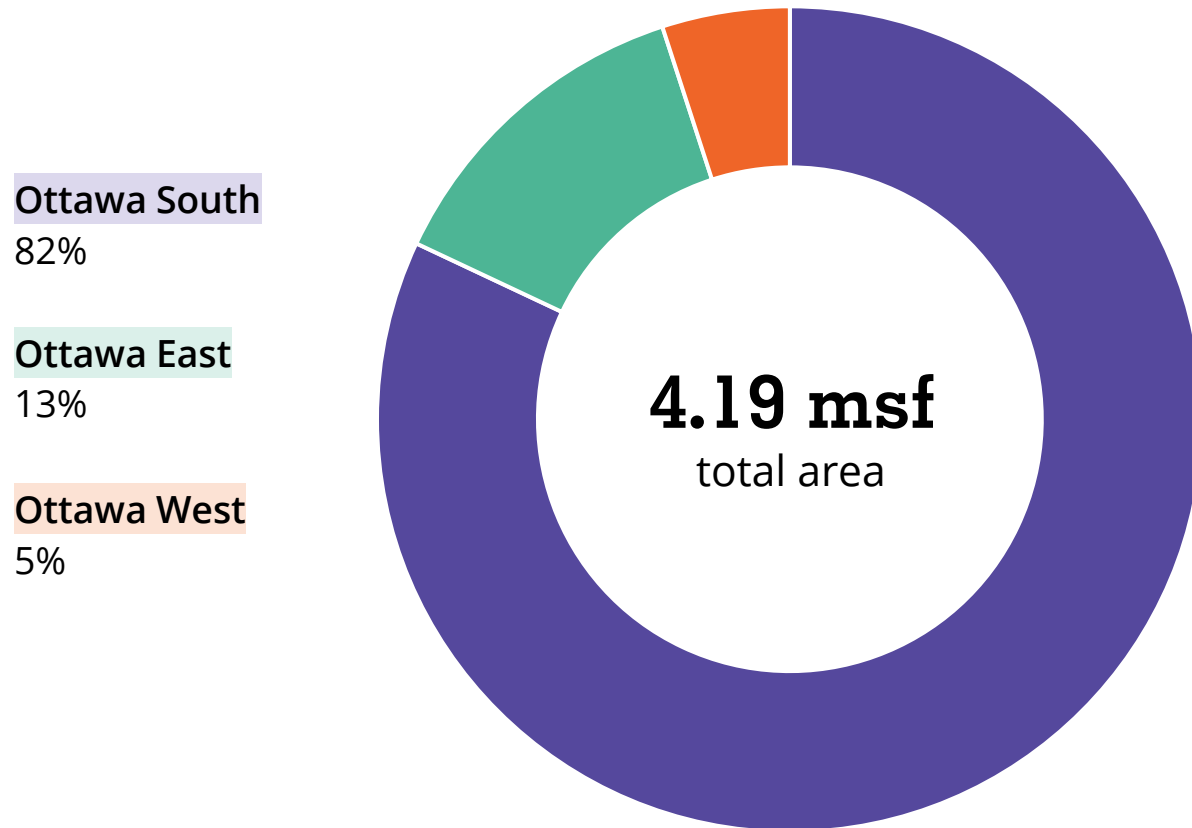 Ottawa South
82%
Ottawa East
13%
Ottawa West
5%
4.19 msf
total area